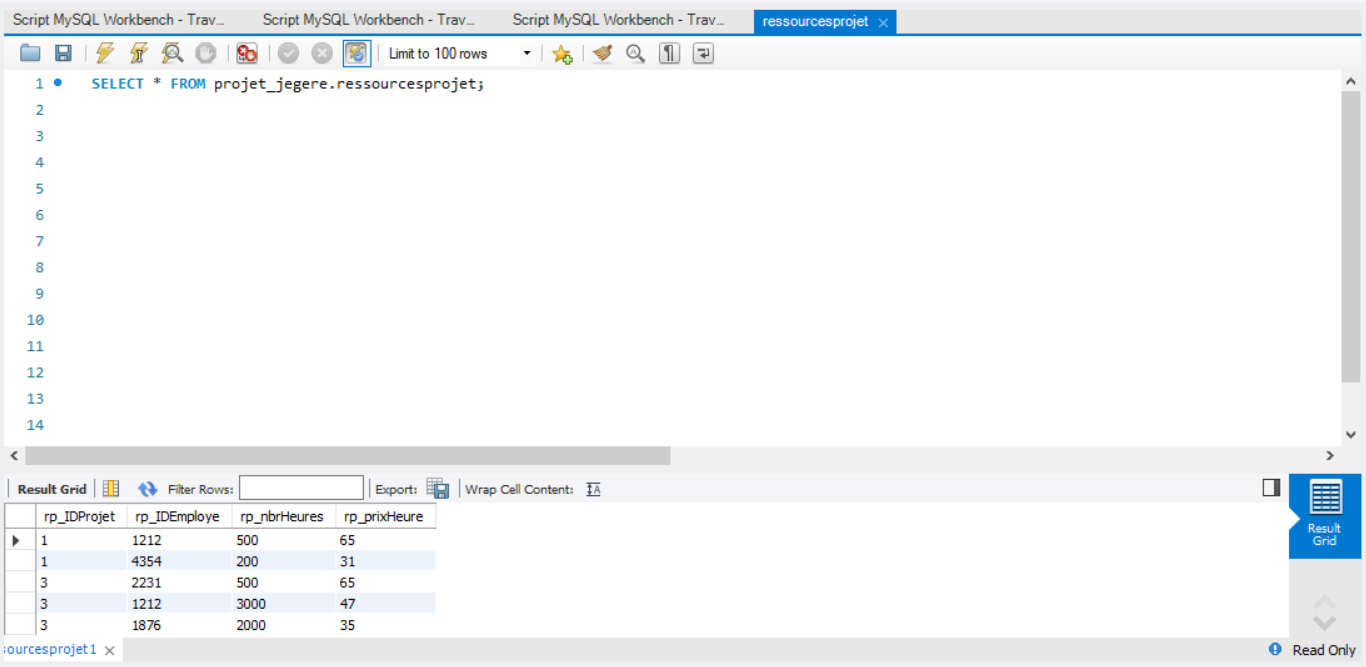 Script MySQL Workbench - Trav... Script MySQL Workbench - Trav... Script MySQL Workbench - Trav... ressourcesprojet
Limit to 100 rows
1 SELECT * FROM projet_jegere.ressourcesprojet;
2
3
4
5
6
7
8
9
10
11
12
13
14
Result Grid Filter Rows: Export: Wrap Cell Content:
Result Grid
rp_IDProjet rp_IDEmploye rp_nbrHeures rp_prixHeure
1 1212 500 65
1 4354 200 31
3 2231 500 65
3 1212 3000 47
3 1876 2000 35
sourcesprojet1 Read Only